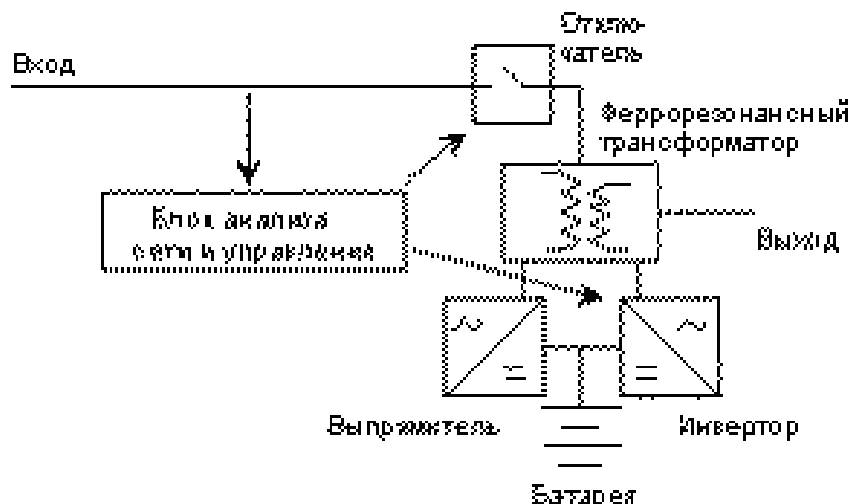 Отклю-
чатель
Вход
Феррорезонансный
трансформатор
Блок анализа
сети и управления
Выход
Выпрямитель
Инвертор
Батарея